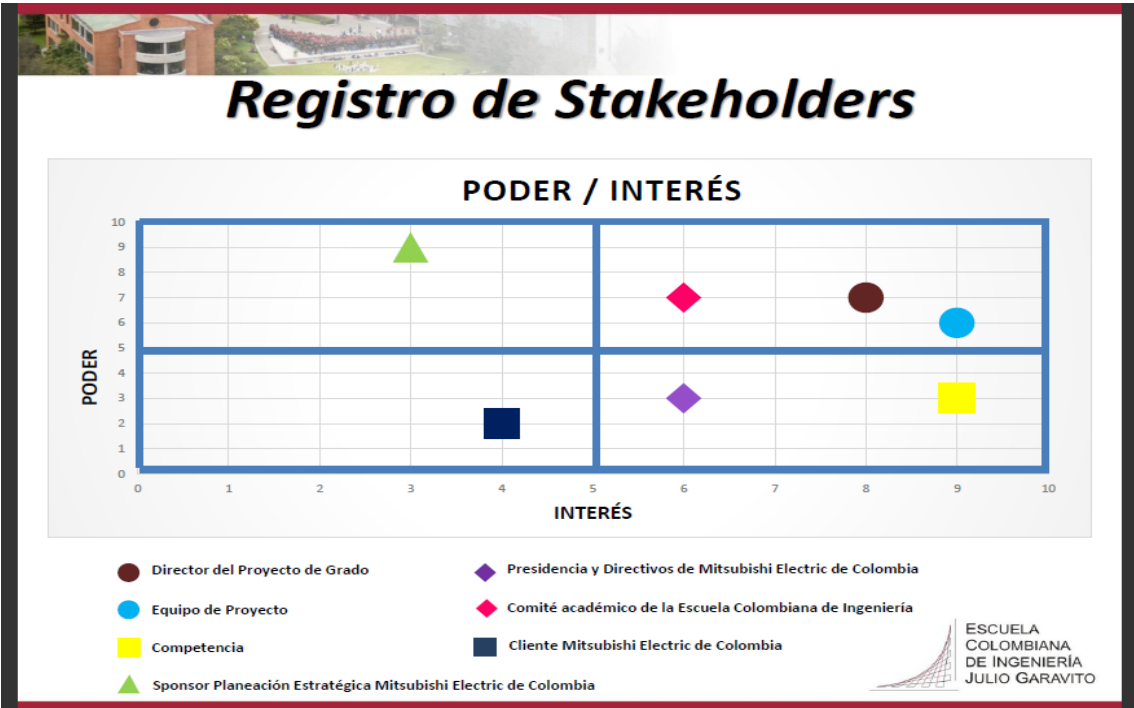 Registro de Stakeholders
PODER / INTERÉS
10
9
8
7
6
5
4
3
2
1
0
PODER
0 1 2 3 4 5 6 7 8 9 10
INTERÉS
Director del Proyecto de Grado
Presidencia y Directivos de Mitsubishi Electric de Colombia
Equipo de Proyecto
Comité académico de la Escuela Colombiana de Ingeniería
Competencia
Cliente Mitsubishi Electric de Colombia
Sponsor Planeación Estratégica Mitsubishi Electric de Colombia
ESCUELA
COLOMBIANA
DE INGENIERÍA
JULIO GARAVITO